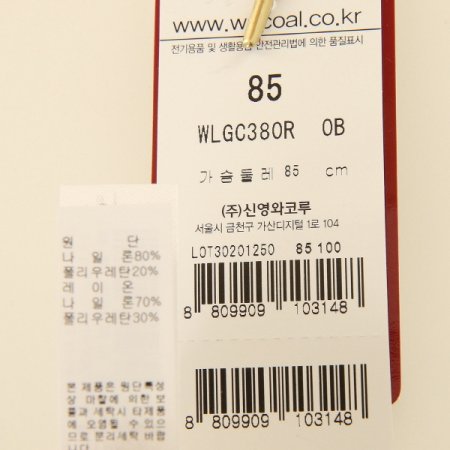 www.w coal.co.kr
전기용품 및 생활용품 안전관리법에 의한 품질표시
85
WLGC380R OB
가 슴 둘 레 85 cm
(주)신영와코루
서울시 금천구 가산디지털 1로 104
LOT30201250 85100
8 809909 103148
8 809909 103148
원 단
나 일 론80%
폴리우레탄20%
레 이 온
나 일 론70%
폴리우레탄30%
본 제품은 원단특성
상 마찰에 의한 보
풀과 세탁시 타제품
에 오염될 수 있으
므로 분리세탁 바랍
니다